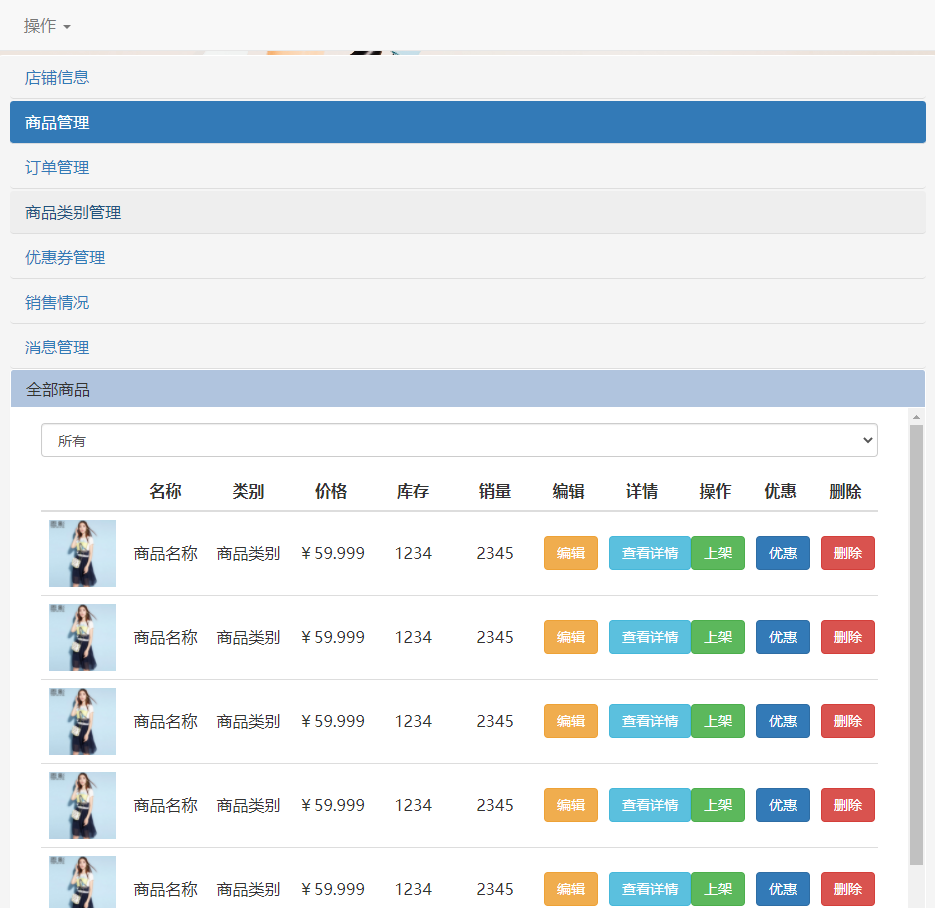 操作
店铺信息
商品管理
订单管理
商品类别管理
优惠券管理
销售情况
消息管理
全部商品
所有
名称 类别 价格 库存 销量 编辑 详情 操作 优惠 删除
商品名称 商品类别 ￥59.999 1234 2345 编辑 查看详情 上架 优惠 删除
商品名称 商品类别 ￥59.999 1234 2345 编辑 查看详情 上架 优惠 删除
商品名称 商品类别 ￥59.999 1234 2345 编辑 查看详情 上架 优惠 删除
商品名称 商品类别 ￥59.999 1234 2345 编辑 查看详情 上架 优惠 删除
商品名称 商品类别 ￥59.999 1234 2345 编辑 查看详情 上架 优惠 删除